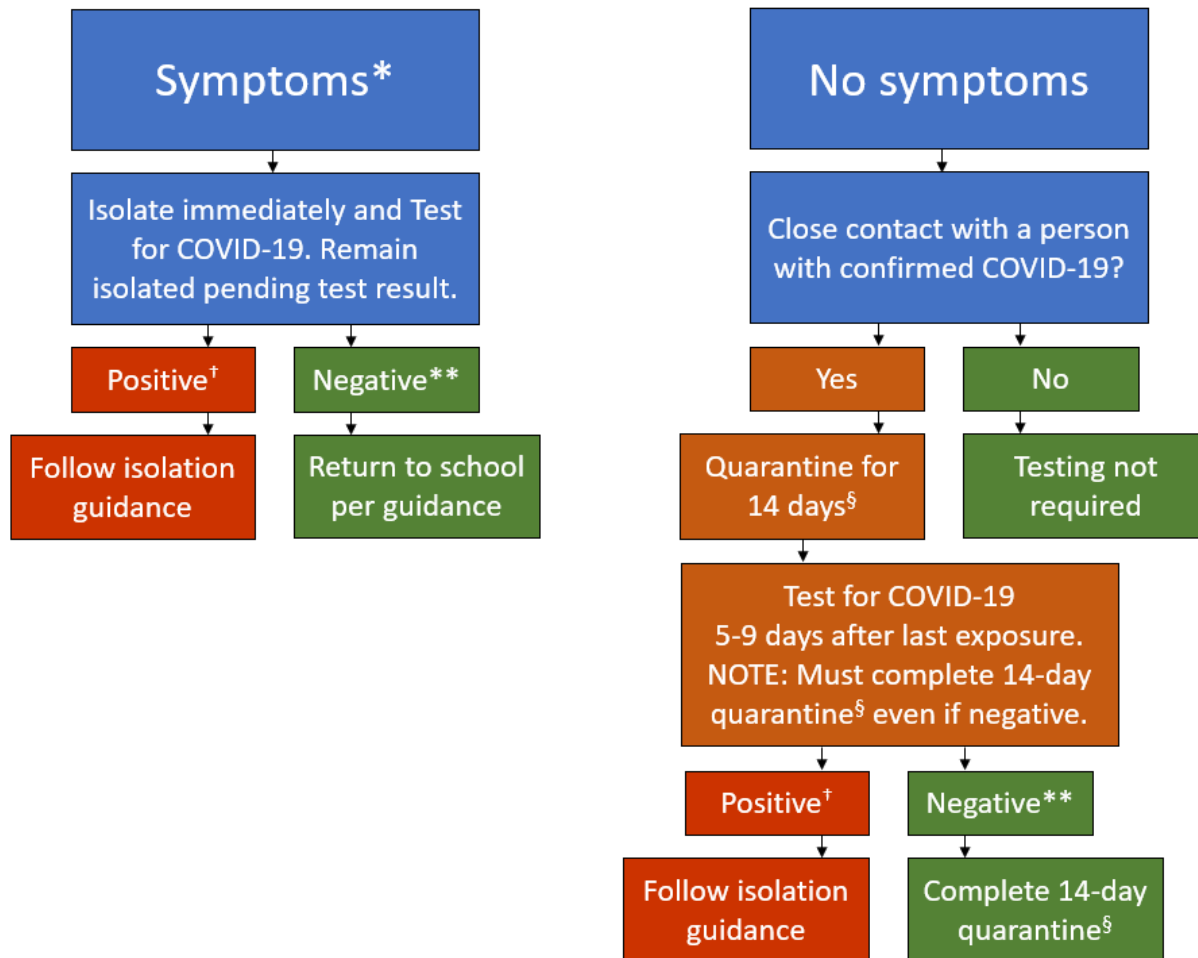 Symptoms*
Isolate immediately and Test
for COVID-19. Remain
isolated pending test result.
Positive†
Negative**
Follow isolation
guidance
Return to school
per guidance
No symptoms
Close contact with a person
with confirmed COVID-19?
Yes
No
Quarantine for
14 days§
Testing not
required
Test for COVID-19
5-9 days after last exposure.
NOTE: Must complete 14-day
quarantine§ even if negative.
Positive†
Negative**
Follow isolation
guidance
Complete 14-day
quarantine§